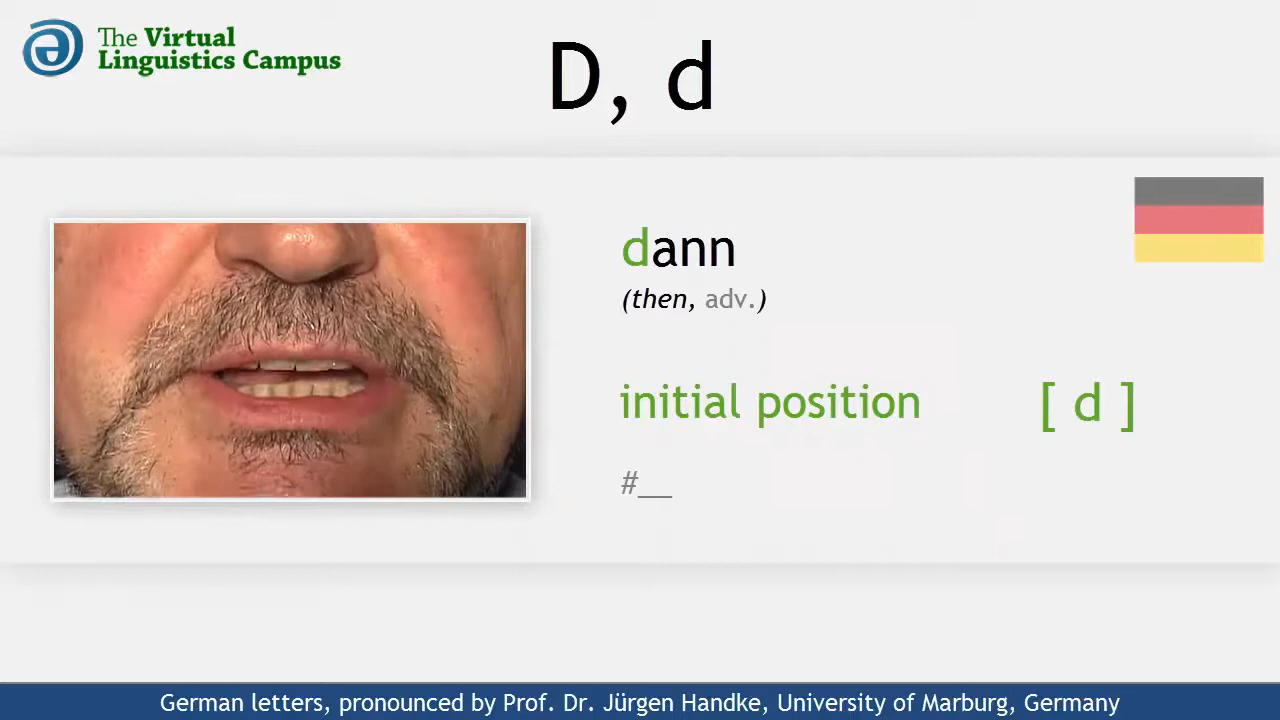 The Virtual
Linguistics Campus
D, d
dann
(then, adv.)
initial position [ d ]
#__
German letters, pronounced by Prof. Dr. Jürgen Handke, University of Marburg, Germany